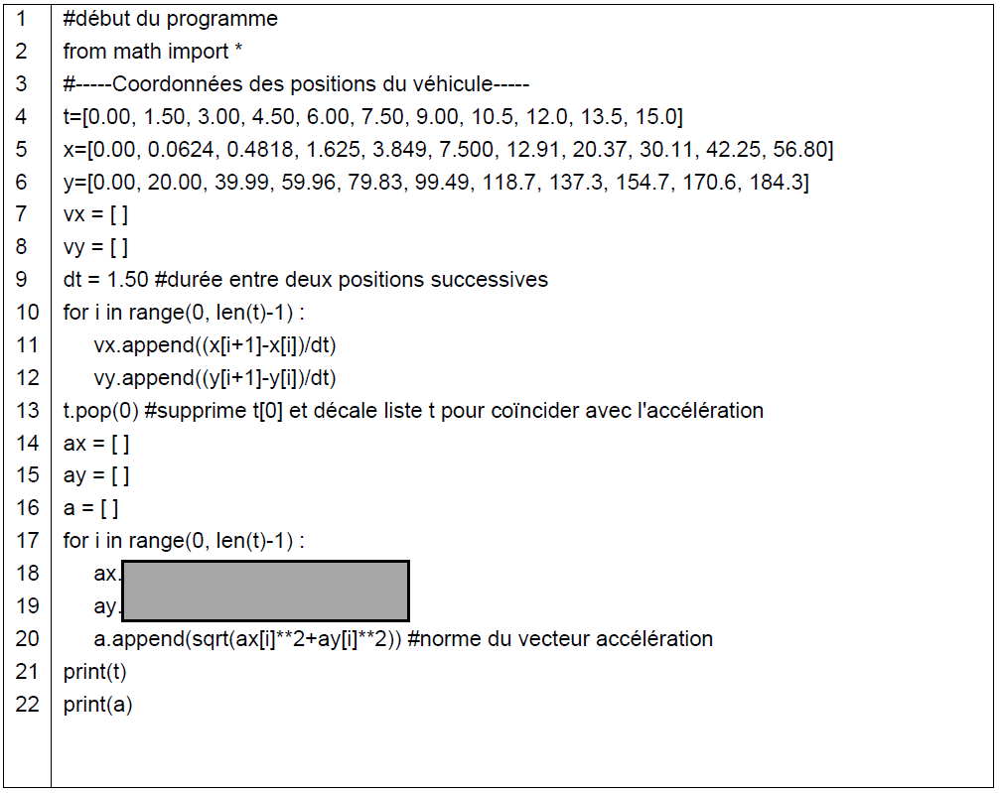 1 #début du programme
2 from math import *
3 #-----Coordonnées des positions du véhicule-----
4 t=[0.00, 1.50, 3.00, 4.50, 6.00, 7.50, 9.00, 10.5, 12.0, 13.5, 15.0]
5 x=[0.00, 0.0624, 0.4818, 1.625, 3.849, 7.500, 12.91, 20.37, 30.11, 42.25, 56.80]
6 y=[0.00, 20.00, 39.99, 59.96, 79.83, 99.49, 118.7, 137.3, 154.7, 170.6, 184.3]
7 vx = [ ]
8 vy = [ ]
9 dt = 1.50 #durée entre deux positions successives
10 for i in range(0, len(t)-1) :
11 vx.append((x[i+1]-x[i])/dt)
12 vy.append((y[i+1]-y[i])/dt)
13 t.pop(0) #supprime t[0] et décale liste t pour coïncider avec l'accélération
14 ax = [ ]
15 ay = [ ]
16 a = [ ]
17 for i in range(0, len(t)-1) :
18 ax.
19 ay.
20 a.append(sqrt(ax[i]**2+ay[i]**2)) #norme du vecteur accélération
21 print(t)
22 print(a)